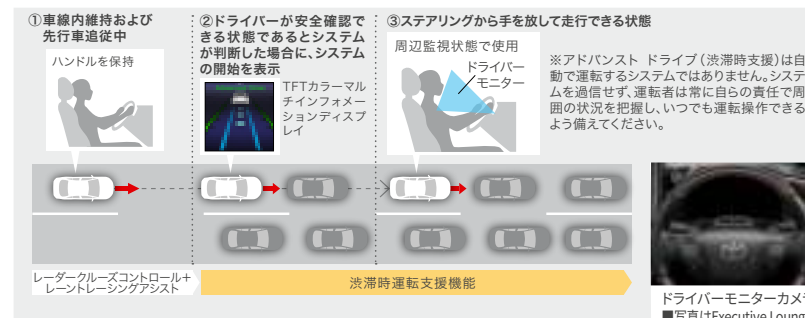 ①車線内維持および
先行車追従中
ハンドルを保持
②ドライバーが安全確認で
きる状態であるとシステム
が判断した場合に、システム
の開始を表示
TFTカラーマル
チインフォメー
ションディスプ
レイ
③ステアリングから手を放して走行できる状態
周辺監視状態で使用
ドライバー
モニター
※アドバンスト ドライブ(渋滞時支援)は自
動で運転するシステムではありません。システ
ムを過信せず、運転者は常に自らの責任で周
囲の状況を把握し、いつでも運転操作できる
よう備えてください。
レーダークルーズコントロール+
レーントレーシングアシスト
渋滞時運転支援機能
ドライバーモニターカメ
■写真はExecutive Loung